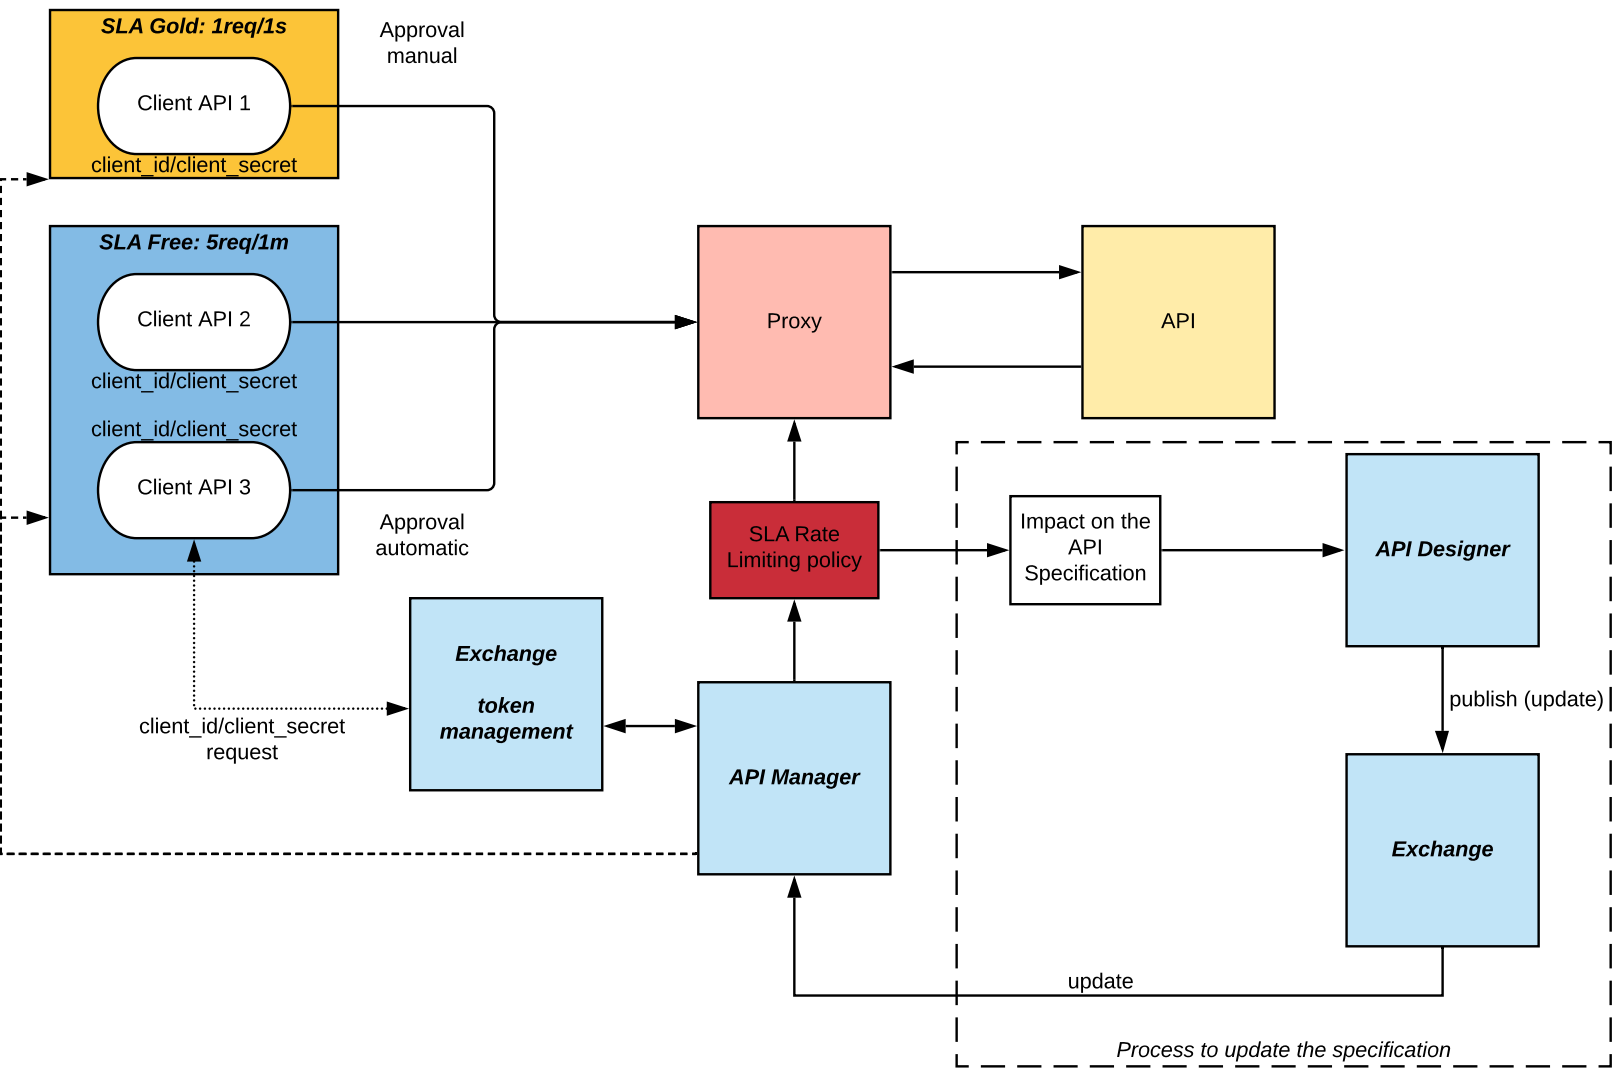 SLA Gold: 1req/1s
Client API 1
client_id/client_secret
Approval
manual
SLA Free: 5req/1m
Client API 2
client_id/client_secret
client_id/client_secret
Client API 3
Approval
automatic
Proxy
API
SLA Rate
Limiting policy
Impact on the
API
Specification
API Designer
publish (update)
Exchange
token
management
client_id/client_secret
request
API Manager
Exchange
update
Process to update the specification